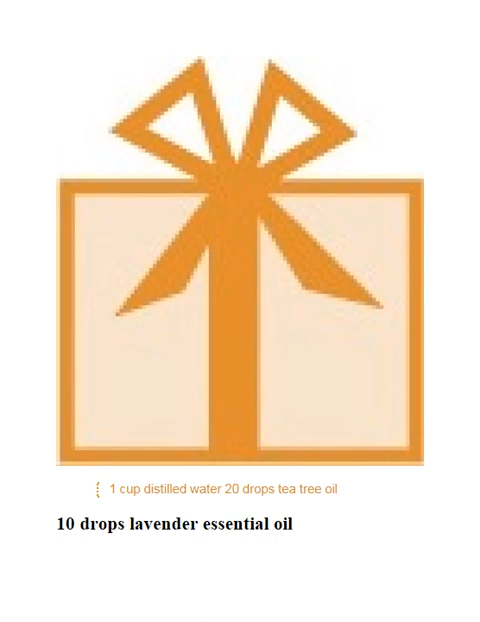 1 cup distilled water 20 drops tea tree oil
10 drops lavender essential oil